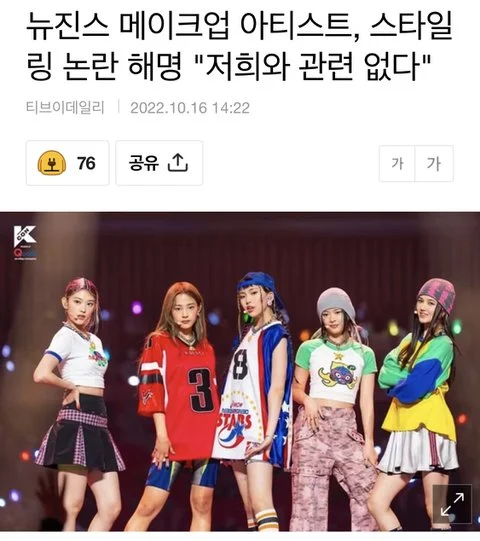 뉴진스 메이크업 아티스트, 스타일
링 논란 해명 "저희와 관련 없다"
티브이데일리 2022.10.16 14:22
76 공유 가 가
K
3
8
STARS